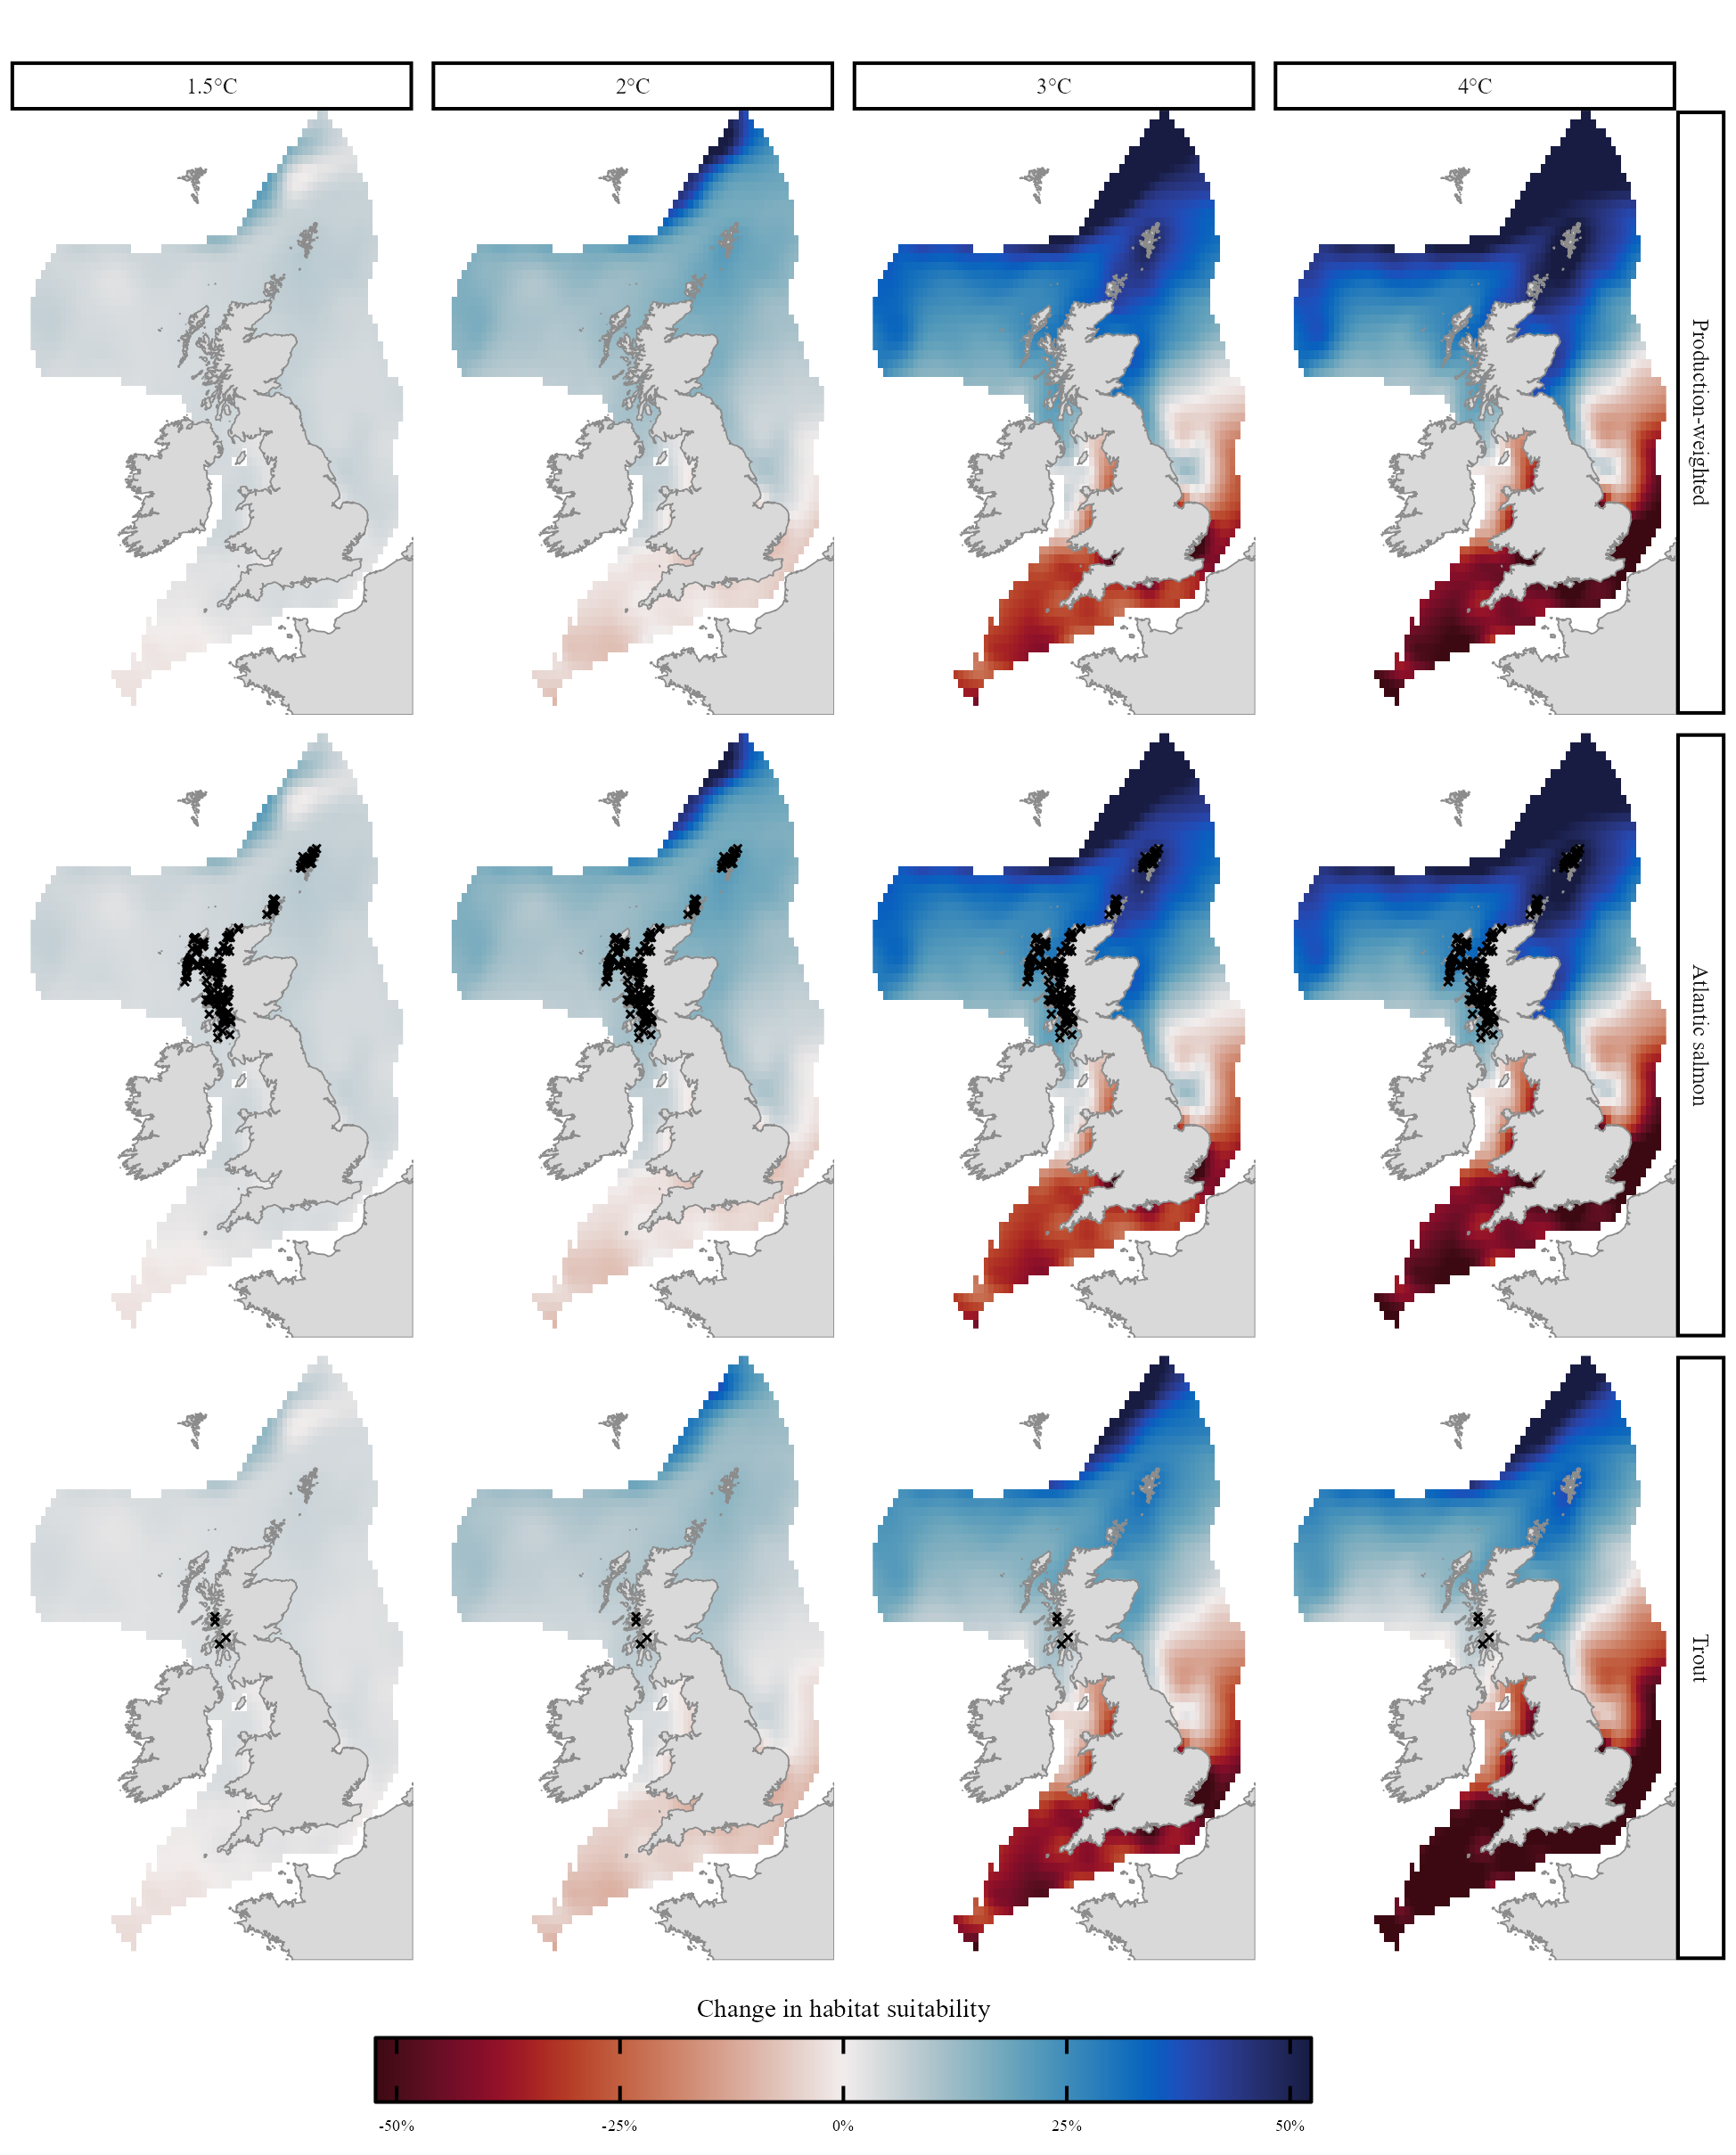 1.5°C
2°C
3°C
4°C
Production-weighted
Atlantic salmon
Trout
Change in habitat suitability
-50%
-25%
0%
25%
50%